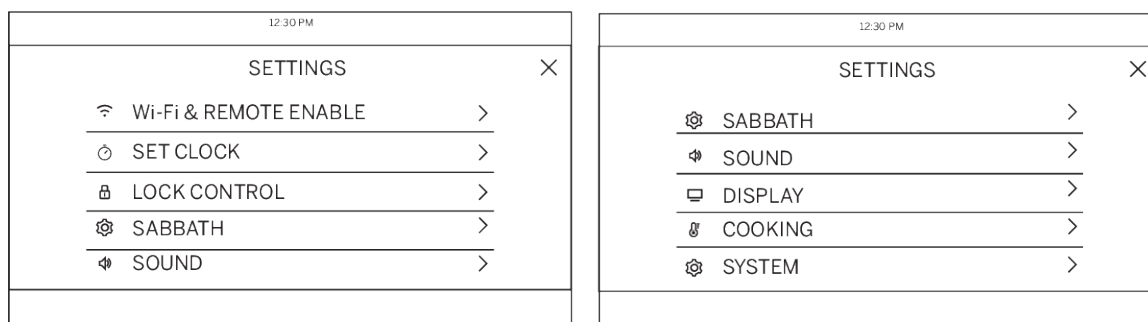 12:30 PM
SETTINGS
Wi-Fi & REMOTE ENABLE
SET CLOCK
LOCK CONTROL
SABBATH
SOUND
12:30 PM
SETTINGS
SABBATH
SOUND
DISPLAY
COOKING
SYSTEM